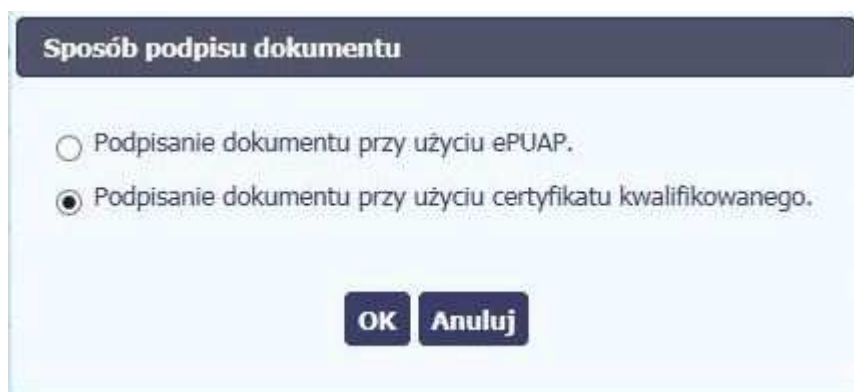 Sposób podpisu dokumentu
Podpisanie dokumentu przy użyciu ePUAP.
Podpisanie dokumentu przy użyciu certyfikatu kwalifikowanego.
OK Anuluj